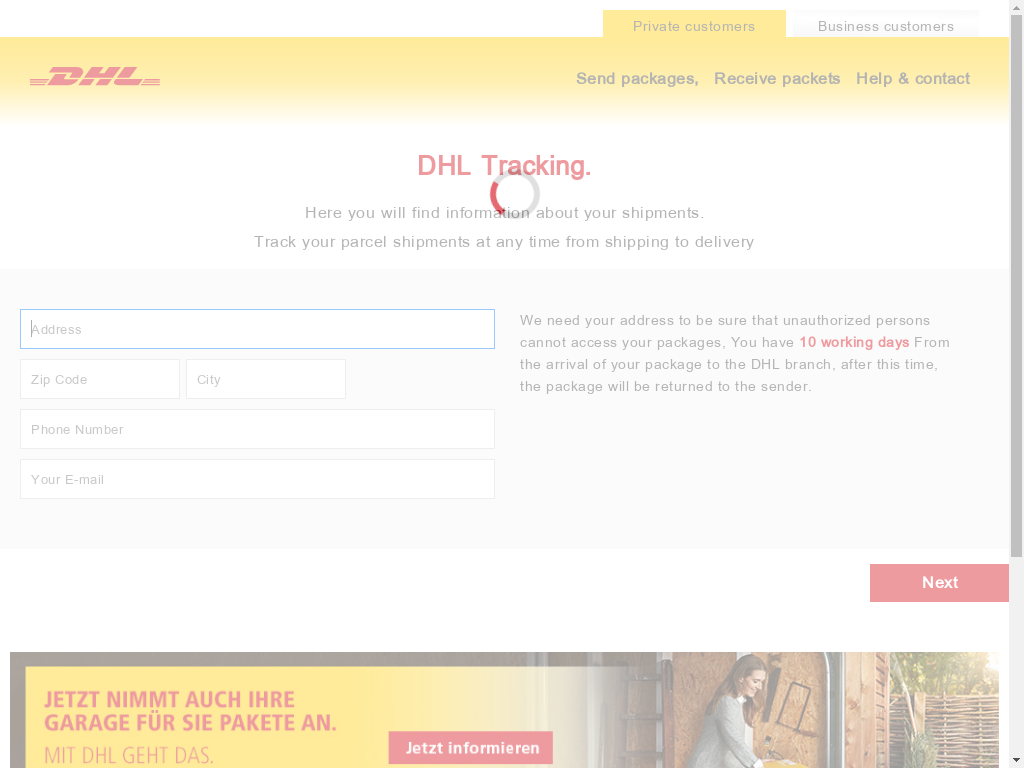 Private customers
Business customers
DHL
Send packages, Receive packets Help & contact
DHL Tracking.
Here you will find information about your shipments.
Track your parcel shipments at any time from shipping to delivery
Address
Zip Code
City
Phone Number
Your E-mail
We need your address to be sure that unauthorized persons
cannot access your packages, You have 10 working days From
the arrival of your package to the DHL branch, after this time,
the package will be returned to the sender.
Next
JETZT NIMMT AUCH IHRE
GARAGE FÜR SIE PAKETE AN.
MIT DHL GEHT DAS.
Jetzt informieren